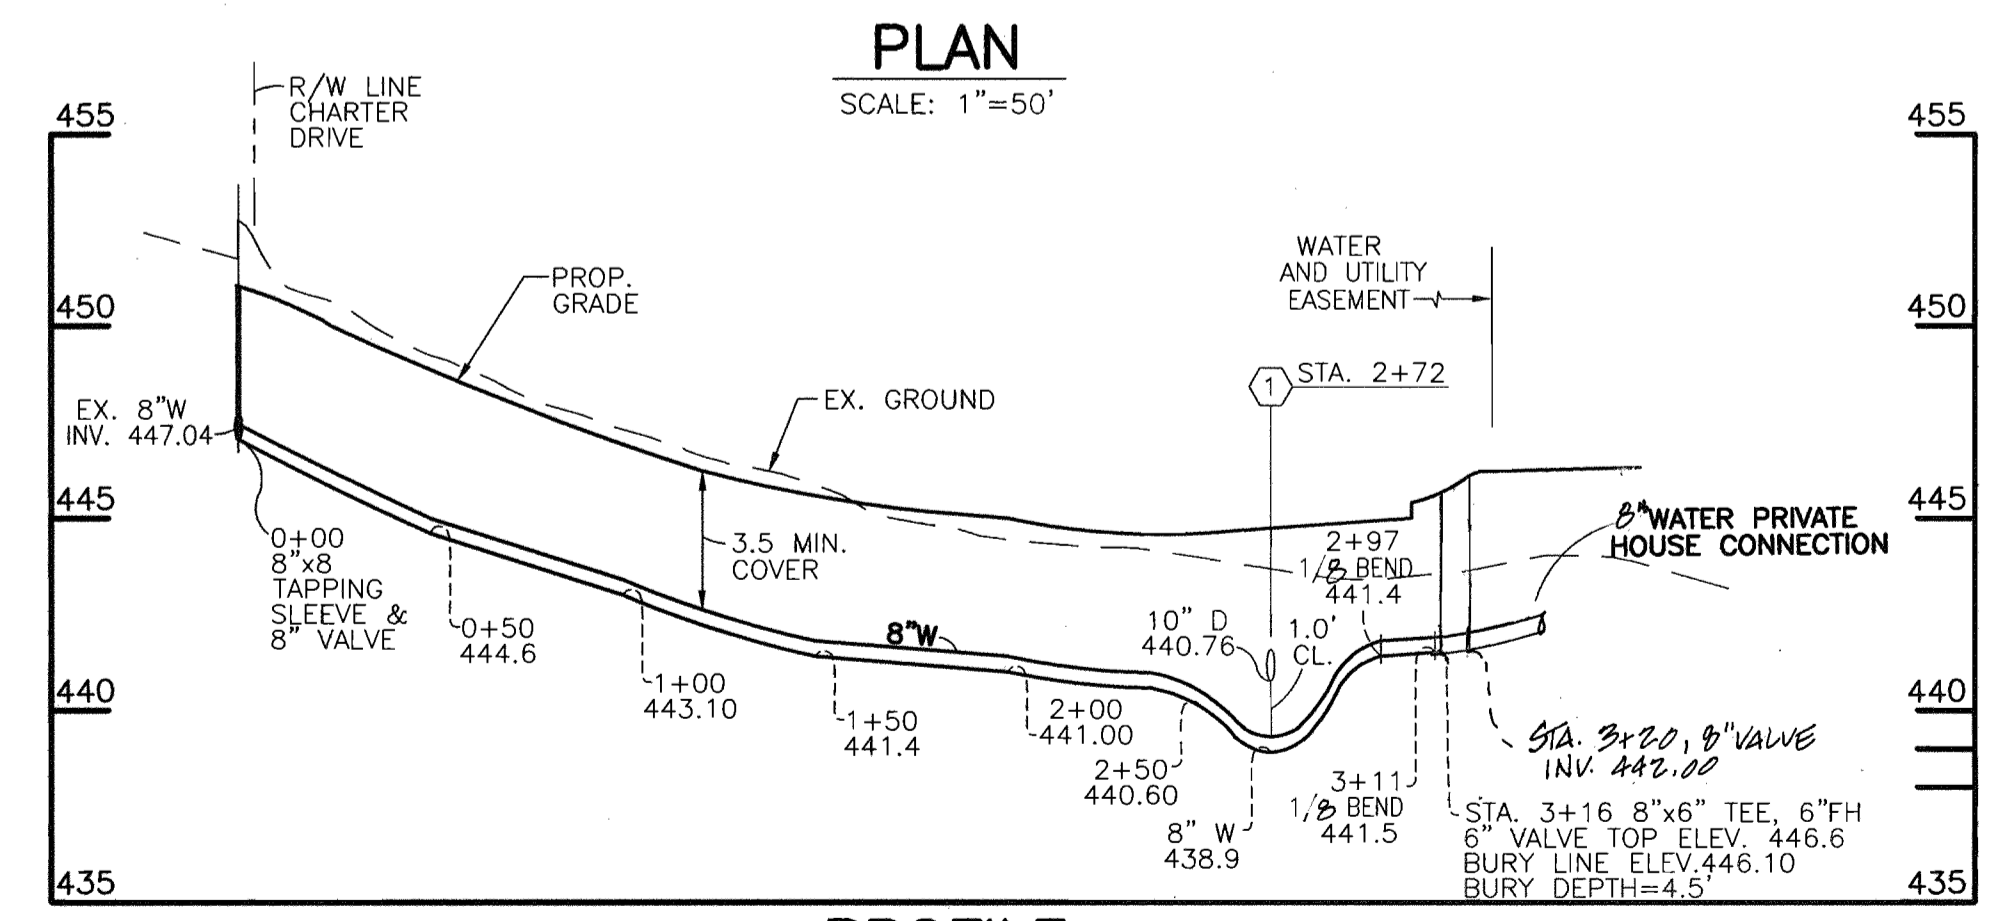 PLAN
SCALE: 1"=50'
R/W LINE
CHARTER
DRIVE
455
455
450
450
445
445
440
440
435
435
PROP.
GRADE
EX. GROUND
WATER
AND UTILITY
EASEMENT
1
STA. 2+72
EX. 8"W
INV. 447.04
0+00
8"x8
TAPPING
SLEEVE &
8" VALVE
0+50
444.6
1+00
443.10
3.5 MIN.
COVER
1+50
441.4
8"W
2+00
441.00
2+50
440.60
10" D
440.76
1.0'
CL.
8" W
438.9
2+97
1/8 BEND
441.4
3+11
1/8 BEND
441.5
8" WATER PRIVATE
HOUSE CONNECTION
STA. 3+20, 8" VALVE
INV. 442.00
STA. 3+16 8"x6" TEE, 6"FH
6" VALVE TOP ELEV. 446.6
BURY LINE ELEV.446.10
BURY DEPTH=4.5'